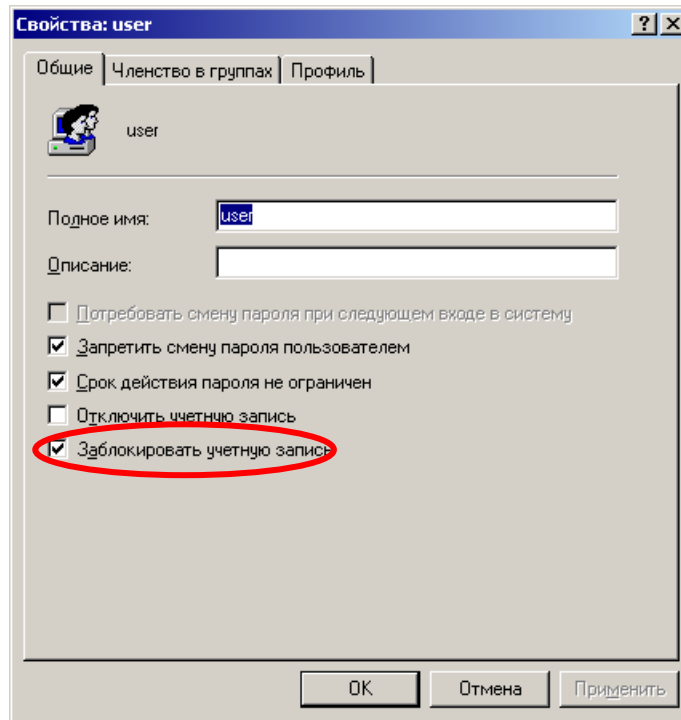 Свойства: user
Общие Членство в группах Профиль
user
Полное имя: user
Описание:
Потребовать смену пароля при следующем входе в систему
Запретить смену пароля пользователем
Срок действия пароля не ограничен
Отключить учетную запись
Заблокировать учетную запись
OK Отмена Применить